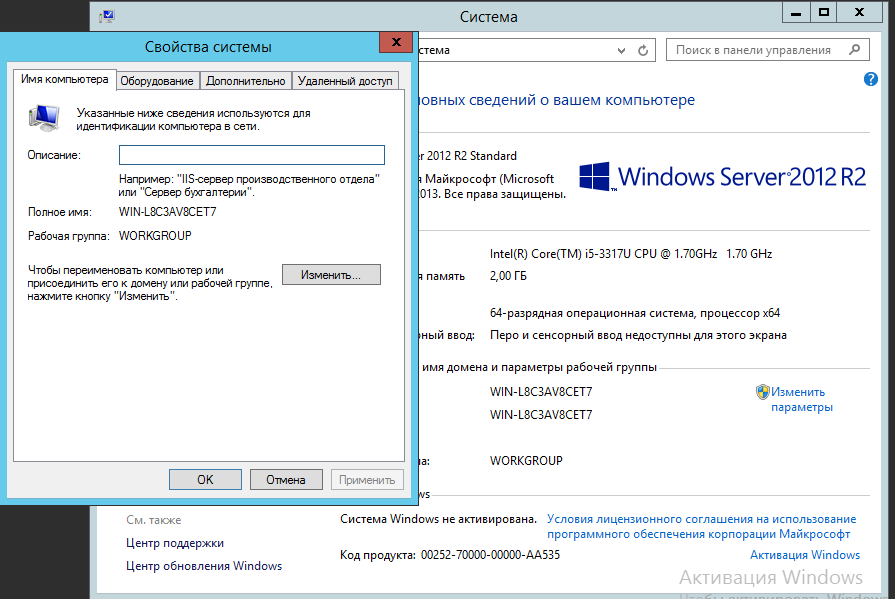 Система
Свойства системы
стема
Поиск в панели управления
Имя компьютера
Оборудование
Дополнительно
Удаленный доступ
Указанные ниже сведения используются для
идентификации компьютера в сети.
Описание:
Например: "IIS-сервер производственного отдела"
или "Сервер бухгалтерии".
Полное имя: WIN-L8C3AV8CET7
Рабочая группа: WORKGROUP
Чтобы переименовать компьютер или
присоединить его к домену или рабочей группе,
нажмите кнопку "Изменить".
Изменить...
OK
Отмена
Применить
овных сведений о вашем компьютере
er 2012 R2 Standard
я Майкрософт (Microsoft
013. Все права защищены.
Windows Server 2012 R2
Intel(R) Core(TM) i5-3317U CPU @ 1.70GHz 1.70 GHz
я память 2,00 ГБ
64-разрядная операционная система, процессор x64
ный ввод: Перо и сенсорный ввод недоступны для этого экрана
имя домена и параметры рабочей группы
WIN-L8C3AV8CET7
WIN-L8C3AV8CET7
Изменить
параметры
па: WORKGROUP
ws
Система Windows не активирована. Условия лицензионного соглашения на использование
программного обеспечения корпорации Майкрософт
Код продукта: 00252-70000-00000-AA535
Активация Windows
См. также
Центр поддержки
Центр обновления Windows
Активация Windows
Чтобы активировать Windows